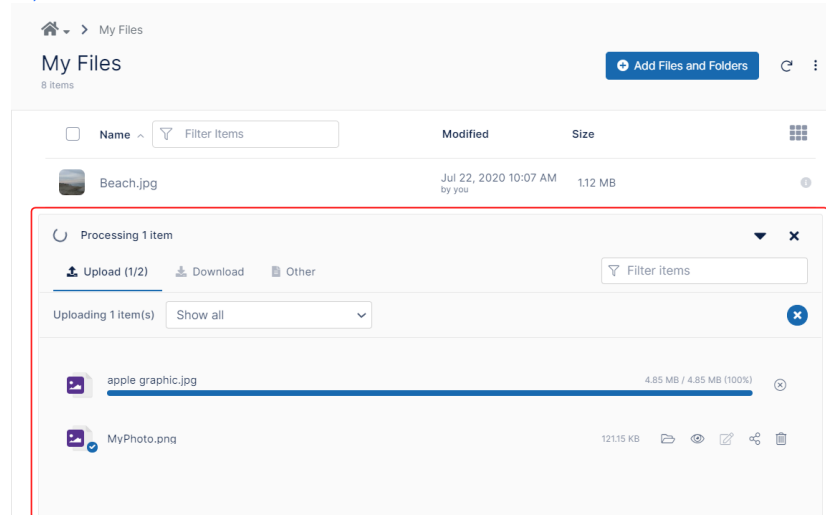 My Files
My Files
8 items
Add Files and Folders
Name
Filter Items
Modified
Size
Beach.jpg
Jul 22, 2020 10:07 AM
by you
1.12 MB
Processing 1 item
Upload (1/2)
Download
Other
Filter items
Uploading 1 item(s)
Show all
apple graphic.jpg
4.85 MB / 4.85 MB (100%)
MyPhoto.png
121.15 KB